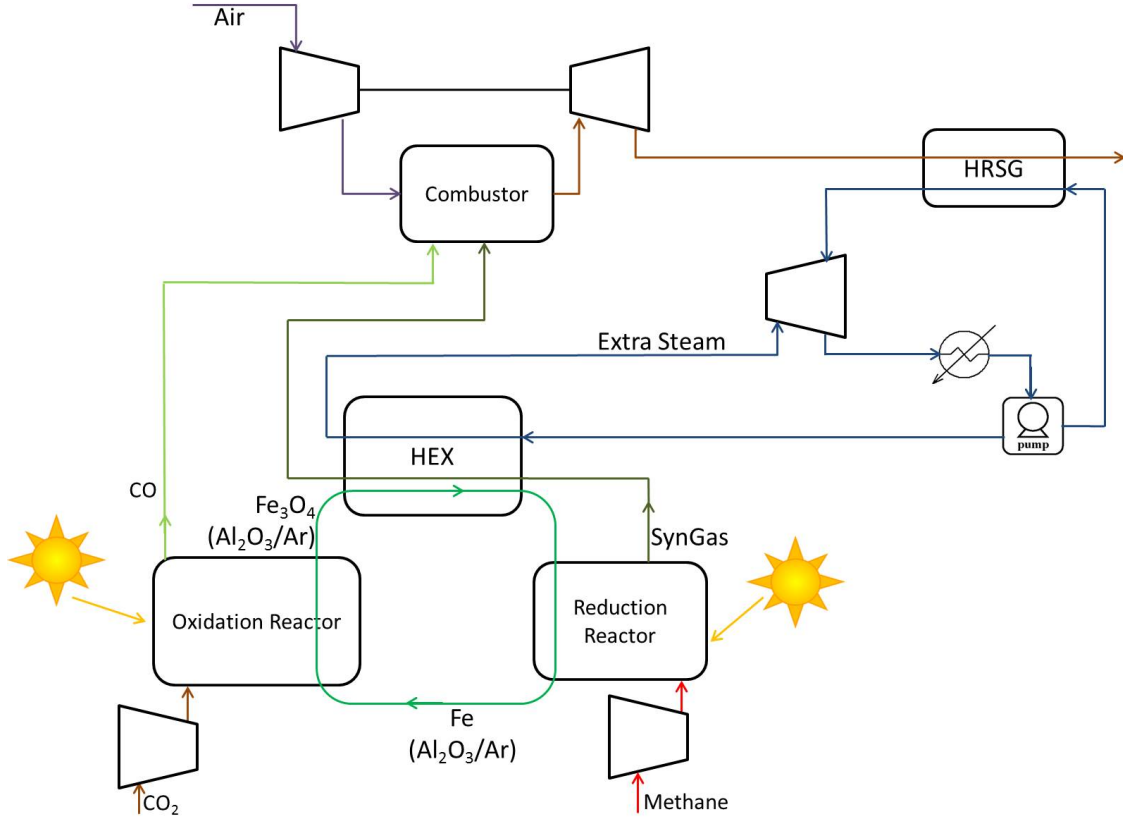 Air
Combustor
HRSG
Extra Steam
pump
HEX
CO
Fe₃O₄
(Al₂O₃/Ar)
SynGas
Oxidation Reactor
Reduction
Reactor
Fe
(Al₂O₃/Ar)
CO₂
Methane